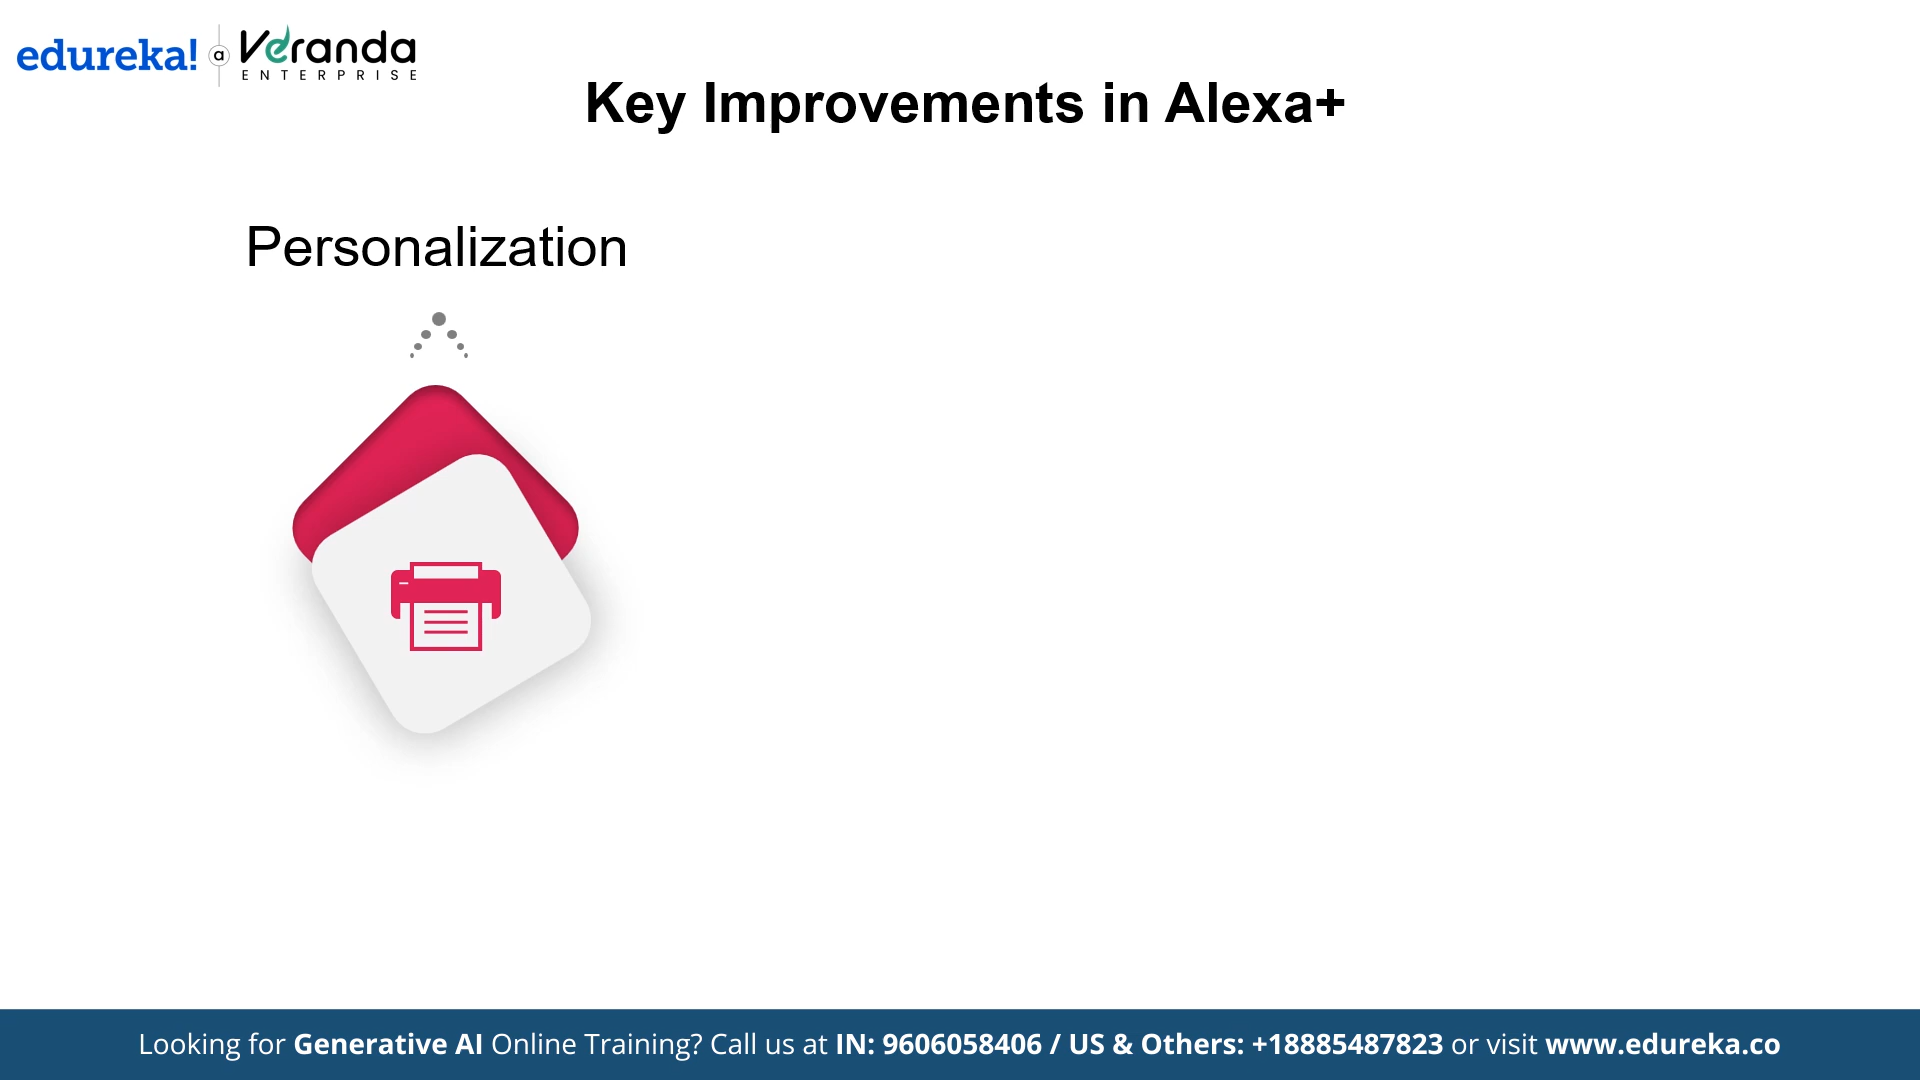 edureka! a Veranda
ENTERPRISE
Key Improvements in Alexa+
Personalization
Looking for Generative AI Online Training? Call us at IN: 9606058406 / US & Others: +18885487823 or visit www.edureka.co